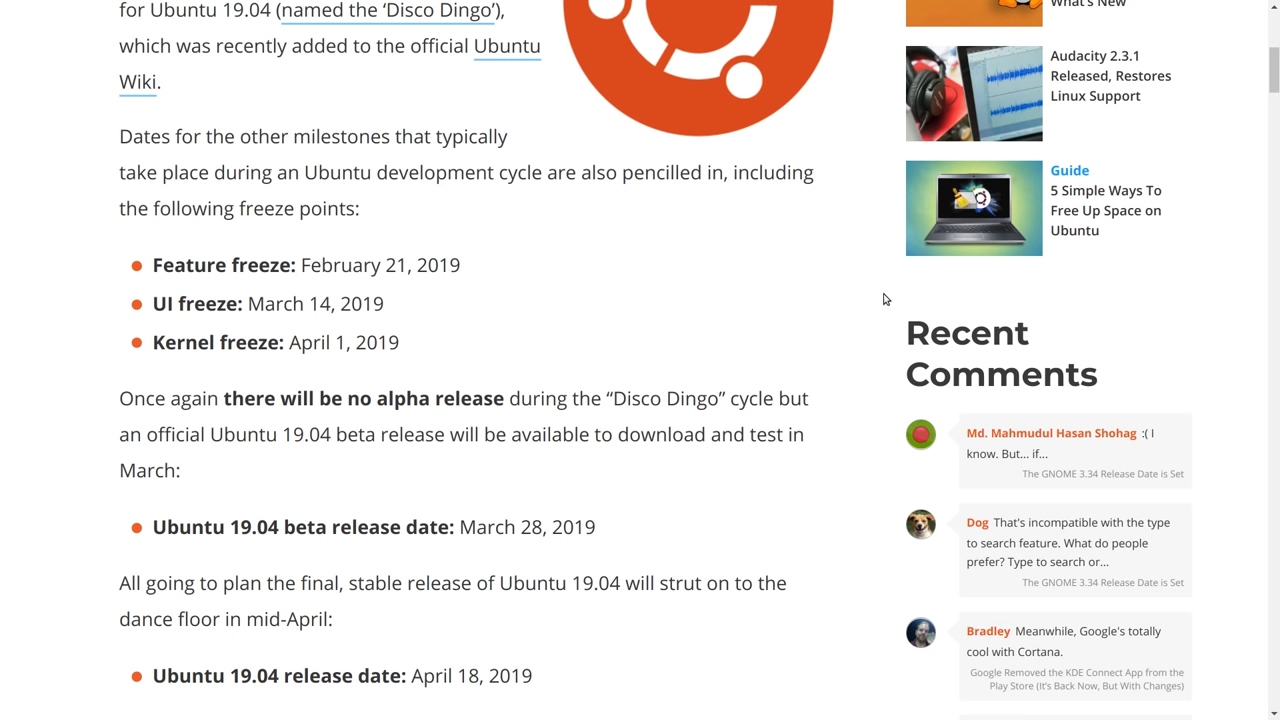 for Ubuntu 19.04 (named the ‘Disco Dingo’),
which was recently added to the official Ubuntu
Wiki.
Dates for the other milestones that typically
take place during an Ubuntu development cycle are also pencilled in, including
the following freeze points:
Feature freeze: February 21, 2019
UI freeze: March 14, 2019
Kernel freeze: April 1, 2019
Once again there will be no alpha release during the “Disco Dingo” cycle but
an official Ubuntu 19.04 beta release will be available to download and test in
March:
Ubuntu 19.04 beta release date: March 28, 2019
All going to plan the final, stable release of Ubuntu 19.04 will strut on to the
dance floor in mid-April:
Ubuntu 19.04 release date: April 18, 2019
What's New
Audacity 2.3.1
Released, Restores
Linux Support
Guide
5 Simple Ways To
Free Up Space on
Ubuntu
Recent
Comments
Md. Mahmudul Hasan Shohag :( I
know. But... if...
The GNOME 3.34 Release Date is Set
Dog That's incompatible with the type
to search feature. What do people
prefer? Type to search or...
The GNOME 3.34 Release Date is Set
Bradley Meanwhile, Google's totally
cool with Cortana.
Google Removed the KDE Connect App from the
Play Store (It's Back Now, But With Changes)